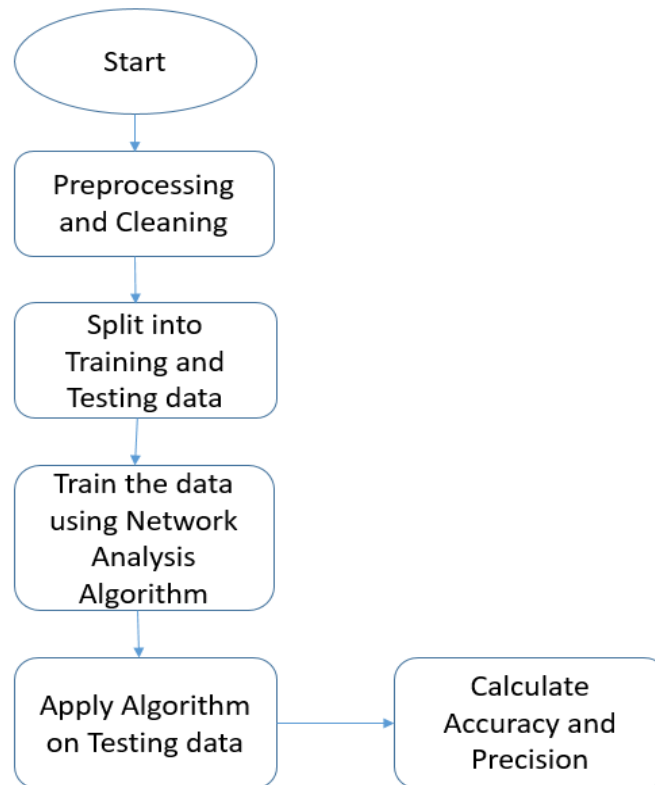 Start
Preprocessing
and Cleaning
Split into
Training and
Testing data
Train the data
using Network
Analysis
Algorithm
Apply Algorithm
on Testing data
Calculate
Accuracy and
Precision